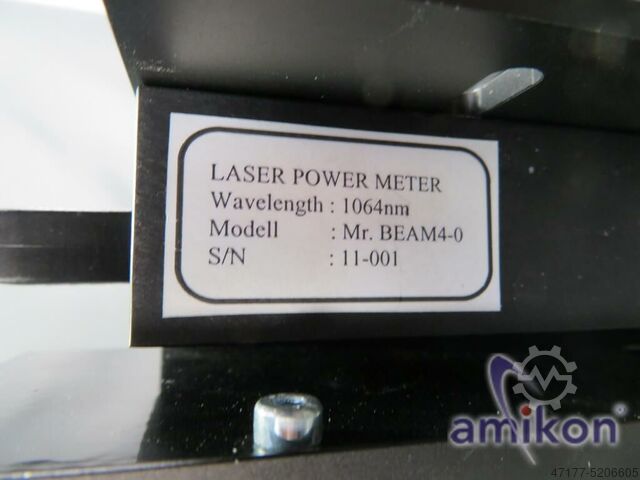 LASER POWER METER
Wavelength : 1064nm
Modell : Mr. BEAM4-0
S/N : 11-001
amikon®
47177-5206605